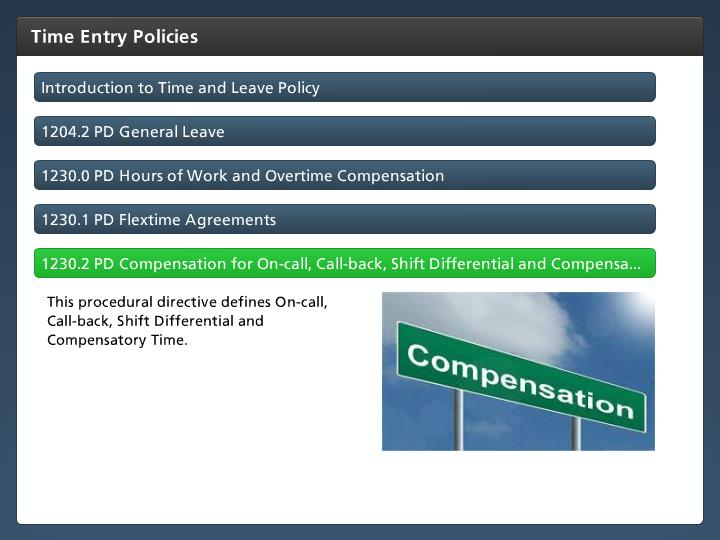 Time Entry Policies
Introduction to Time and Leave Policy
1204.2 PD General Leave
1230.0 PD Hours of Work and Overtime Compensation
1230.1 PD Flextime Agreements
1230.2 PD Compensation for On-call, Call-back, Shift Differential and Compensa...
This procedural directive defines On-call,
Call-back, Shift Differential and
Compensatory Time.
Compensation